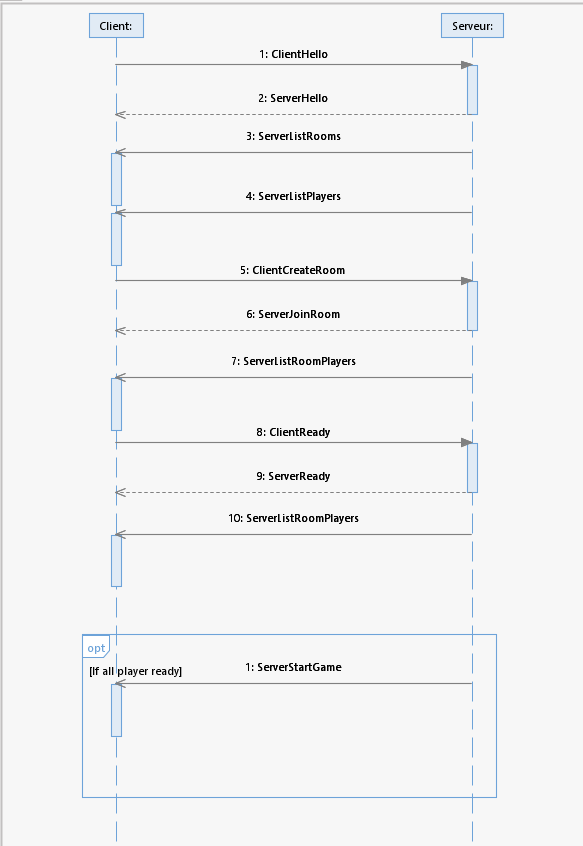 Client:
Serveur:
1: ClientHello
2: ServerHello
3: ServerListRooms
4: ServerListPlayers
5: ClientCreateRoom
6: ServerJoinRoom
7: ServerListRoomPlayers
8: ClientReady
9: ServerReady
10: ServerListRoomPlayers
opt
[If all player ready]
1: ServerStartGame